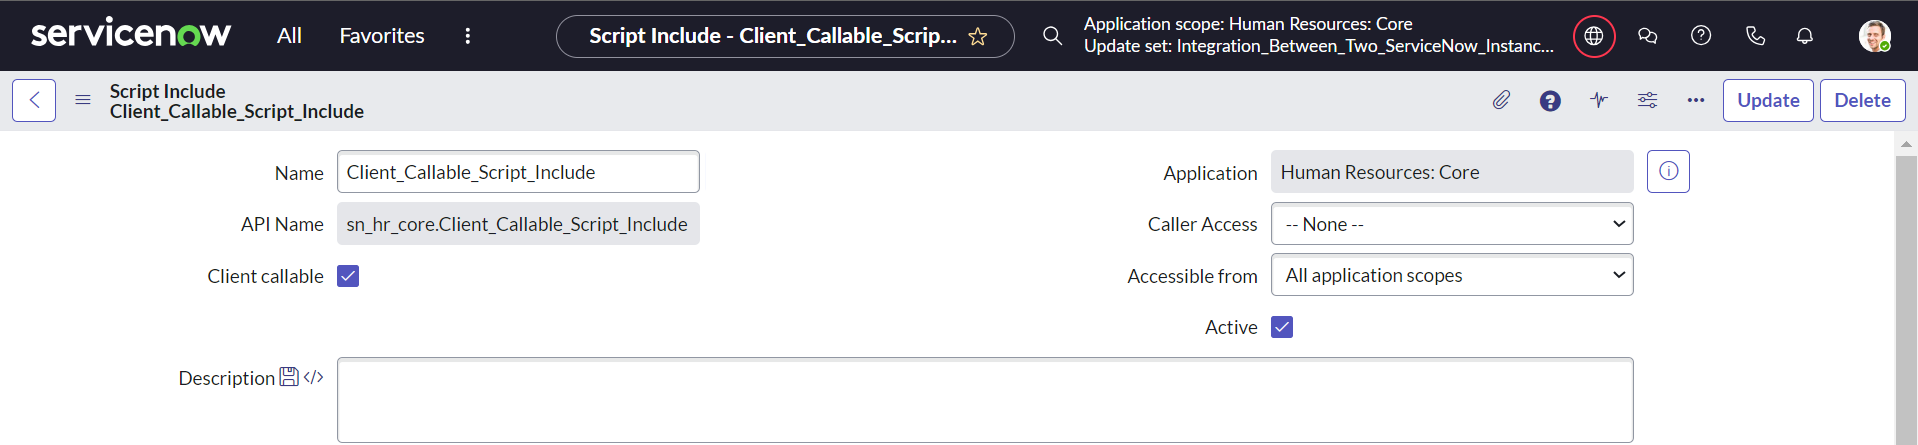 servicenow
All
Favorites
Script Include - Client_Callable_Scrip...
Application scope: Human Resources: Core
Update set: Integration_Between_Two_ServiceNow_Instanc...
Script Include
Client_Callable_Script_Include
Update
Delete
Name
Client_Callable_Script_Include
API Name
sn_hr_core.Client_Callable_Script_Include
Client callable
Application
Human Resources: Core
Caller Access
-- None --
Accessible from
All application scopes
Active
Description